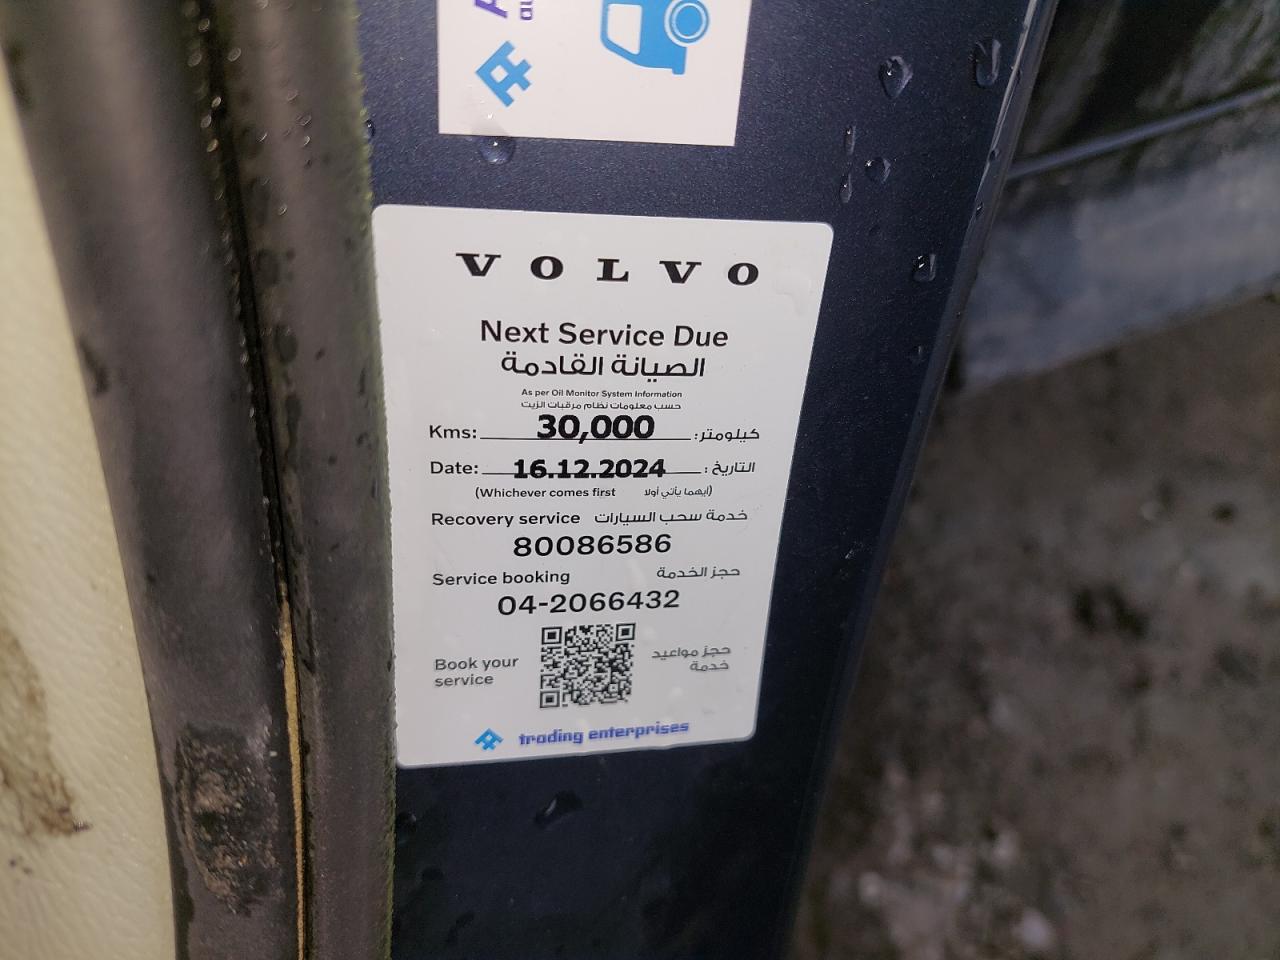 VOLVO
Next Service Due
الصيانة القادمة
As per Oil Monitor System Information
حسب معلومات نظام مرقبات الزيت
Kms: 30,000 كيلومتر:
Date: 16.12.2024 التاريخ:
(Whichever comes first أيهما يأتي أولا)
Recovery service خدمة سحب السيارات
80086586
Service booking حجز الخدمة
04-2066432
Book your service
حجز مواعيد خدمة
trading enterprises